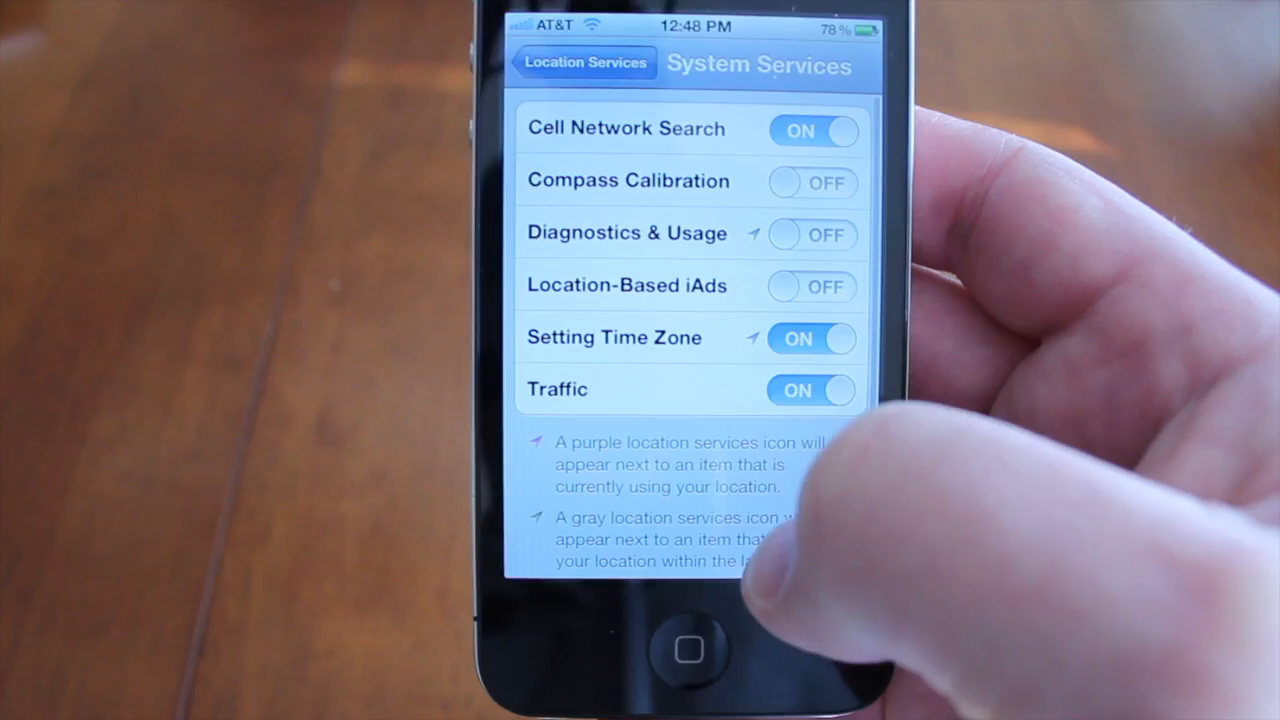 AT&T 12:48 PM 78%
Location Services System Services
Cell Network Search ON
Compass Calibration OFF
Diagnostics & Usage OFF
Location-Based iAds OFF
Setting Time Zone ON
Traffic ON
A purple location services icon will
appear next to an item that is
currently using your location.
A gray location services icon
appear next to an item that
your location within the